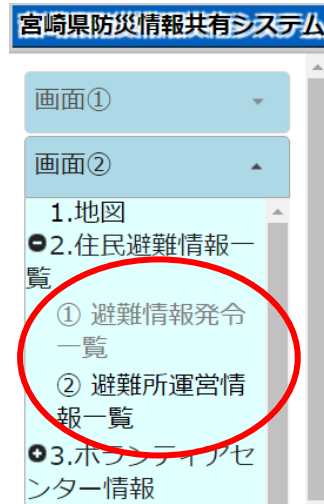 宮崎県防災情報共有システム
画面①
画面②
1.地図
2.住民避難情報一
覧
① 避難情報発令
一覧
② 避難所運営情
報一覧
3.ボランティアセ
ンター情報